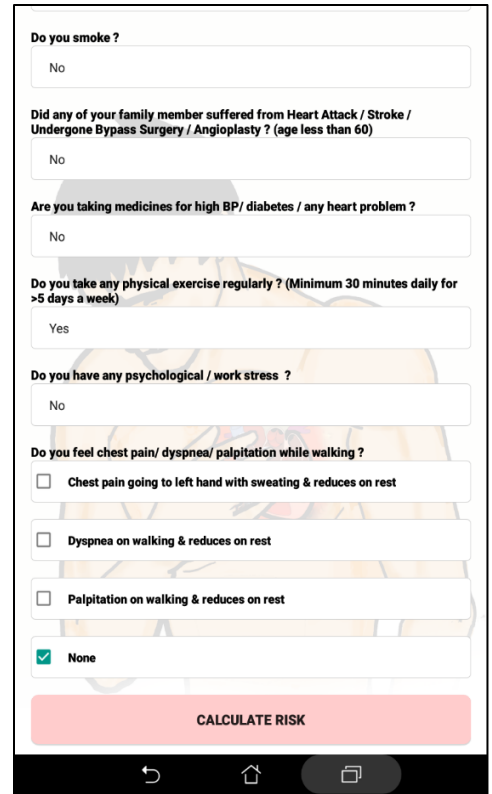 Do you smoke ?
No
Did any of your family member suffered from Heart Attack / Stroke /
Undergone Bypass Surgery / Angioplasty ? (age less than 60)
No
Are you taking medicines for high BP/ diabetes / any heart problem ?
No
Do you take any physical exercise regularly ? (Minimum 30 minutes daily for
>5 days a week)
Yes
Do you have any psychological / work stress  ?
No
Do you feel chest pain/ dyspnea/ palpitation while walking ?
Chest pain going to left hand with sweating & reduces on rest
Dyspnea on walking & reduces on rest
Palpitation on walking & reduces on rest
None
CALCULATE RISK